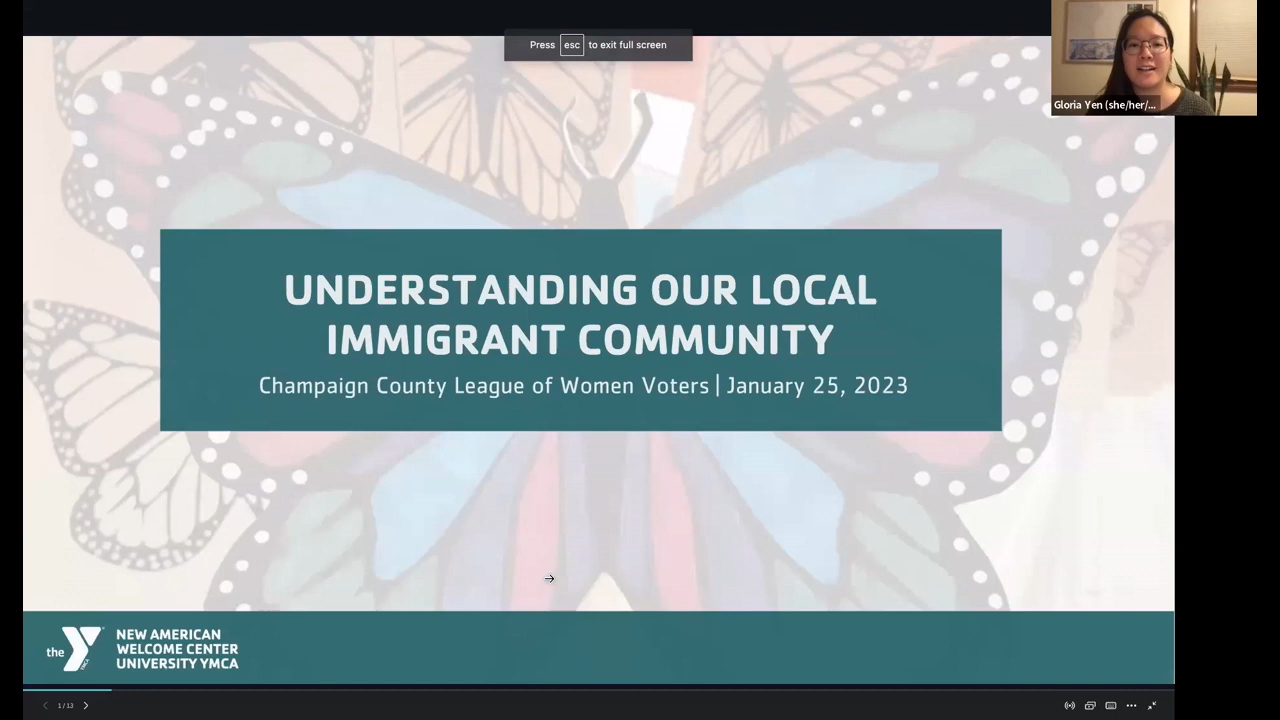 Press esc to exit full screen
Gloria Yen (she/her/...
UNDERSTANDING OUR LOCAL
IMMIGRANT COMMUNITY
Champaign County League of Women Voters | January 25, 2023
the Y
YMCA
NEW AMERICAN
WELCOME CENTER
UNIVERSITY YMCA
1 / 13